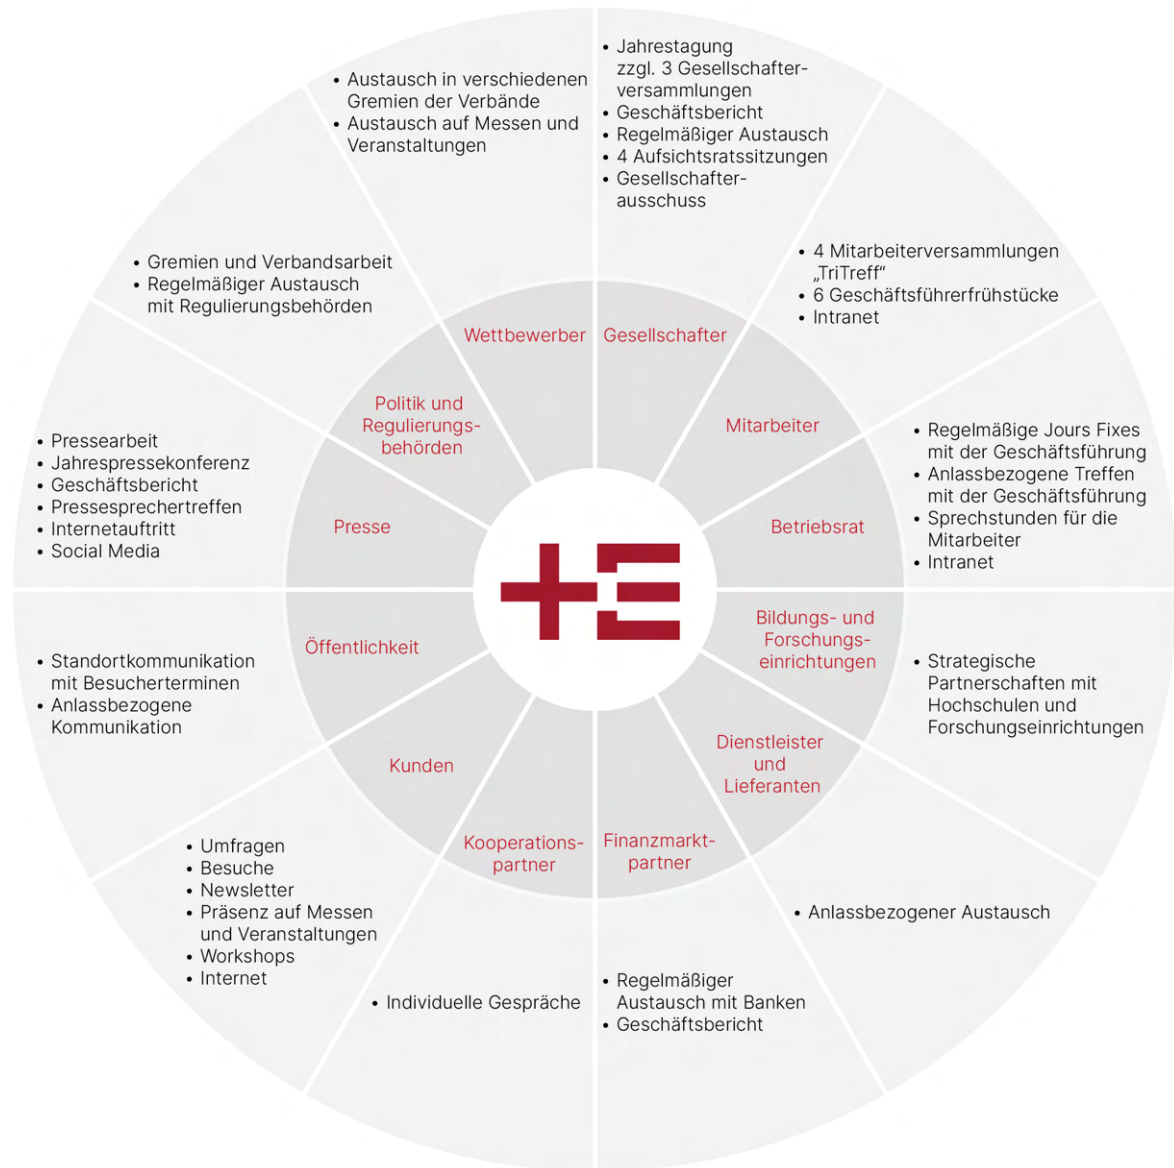 • Jahrestagung
zzgl. 3 Gesellschafter-
versammlungen
• Geschäftsbericht
• Regelmäßiger Austausch
• 4 Aufsichtsratssitzungen
• Gesellschafter-
ausschuss
Gesellschafter
• 4 Mitarbeiterversammlungen
„TriTreff“
• 6 Geschäftsführerfrühstücke
• Intranet
Mitarbeiter
• Regelmäßige Jours Fixes
mit der Geschäftsführung
• Anlassbezogene Treffen
mit der Geschäftsführung
• Sprechstunden für die
Mitarbeiter
• Intranet
Betriebsrat
Bildungs- und
Forschungs-
einrichtungen
• Strategische
Partnerschaften mit
Hochschulen und
Forschungseinrichtungen
Dienstleister
und
Lieferanten
• Anlassbezogener Austausch
Finanzmarkt-
partner
• Regelmäßiger
Austausch mit Banken
• Geschäftsbericht
Kooperations-
partner
• Individuelle Gespräche
Kunden
• Umfragen
• Besuche
• Newsletter
• Präsenz auf Messen
und Veranstaltungen
• Workshops
• Internet
Öffentlichkeit
• Standortkommunikation
mit Besucherterminen
• Anlassbezogene
Kommunikation
Presse
• Pressearbeit
• Jahrespressekonferenz
• Geschäftsbericht
• Pressesprechertreffen
• Internetauftritt
• Social Media
Politik und
Regulierungs-
behörden
• Gremien und Verbandsarbeit
• Regelmäßiger Austausch
mit Regulierungsbehörden
Wettbewerber
• Austausch in verschiedenen
Gremien der Verbände
• Austausch auf Messen und
Veranstaltungen
+E